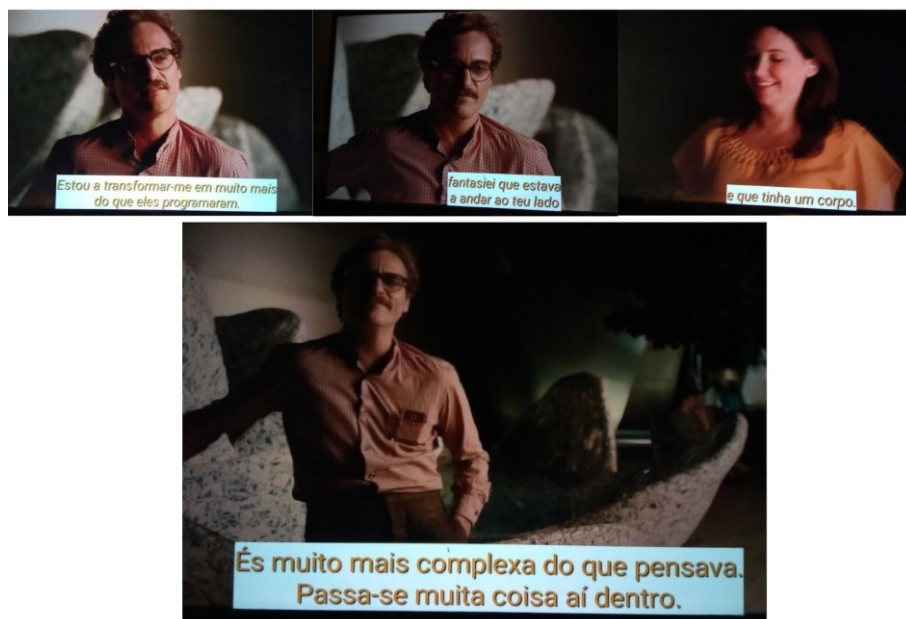 Estou a transformar-me em muito mais
do que eles programaram.
fantasiei que estava
a andar ao teu lado
e que tinha um corpo.
És muito mais complexa do que pensava.
Passa-se muita coisa aí dentro.